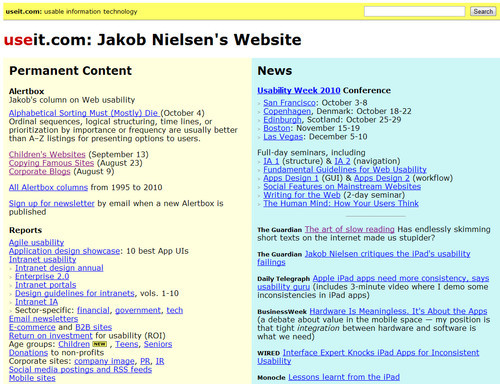 useit.com: usable information technology
Search
useit.com: Jakob Nielsen's Website
Permanent Content
Alertbox
Jakob's column on Web usability
Alphabetical Sorting Must (Mostly) Die (October 4)
Ordinal sequences, logical structuring, time lines, or
prioritization by importance or frequency are usually better
than A–Z listings for presenting options to users.
Children's Websites (September 13)
Copying Famous Sites (August 23)
Corporate Blogs (August 9)
All Alertbox columns from 1995 to 2010
Sign up for newsletter by email when a new Alertbox is
published
Reports
Agile usability
Application design showcase: 10 best App UIs
Intranet usability
Intranet design annual
Enterprise 2.0
Intranet portals
Design guidelines for intranets, vols. 1-10
Intranet IA
Sector-specific: financial, government, tech
Email newsletters
E-commerce and B2B sites
Return on investment for usability (ROI)
Age groups: Children NEW, Teens, Seniors
Donations to non-profits
Corporate sites: company image, PR, IR
Social media postings and RSS feeds
Mobile sites
News
Usability Week 2010 Conference
San Francisco: October 3-8
Copenhagen, Denmark: October 18-22
Edinburgh, Scotland: October 25-29
Boston: November 15-19
Las Vegas: December 5-10
Full-day seminars, including
IA 1 (structure) & IA 2 (navigation)
Fundamental Guidelines for Web Usability
Apps Design 1 (GUI) & Apps Design 2 (workflow)
Social Features on Mainstream Websites
Writing for the Web (2-day seminar)
The Human Mind: How Your Users Think
The Guardian The art of slow reading Has endlessly skimming
short texts on the internet made us stupider?
The Guardian Jakob Nielsen critiques the iPad's usability
failings
Daily Telegraph Apple iPad apps need more consistency, says
usability guru (includes 3-minute video where I demo some
inconsistencies in iPad apps)
BusinessWeek Hardware Is Meaningless. It's About the Apps
(a debate about value in the mobile space — my position is
that tight integration between hardware and software is
what we need)
WIRED Interface Expert Knocks iPad Apps for Inconsistent
Usability
Monocle Lessons learnt from the iPad